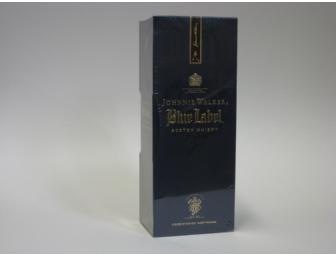 JOHNNIE WALKER
Blue Label
SCOTCH WHISKY